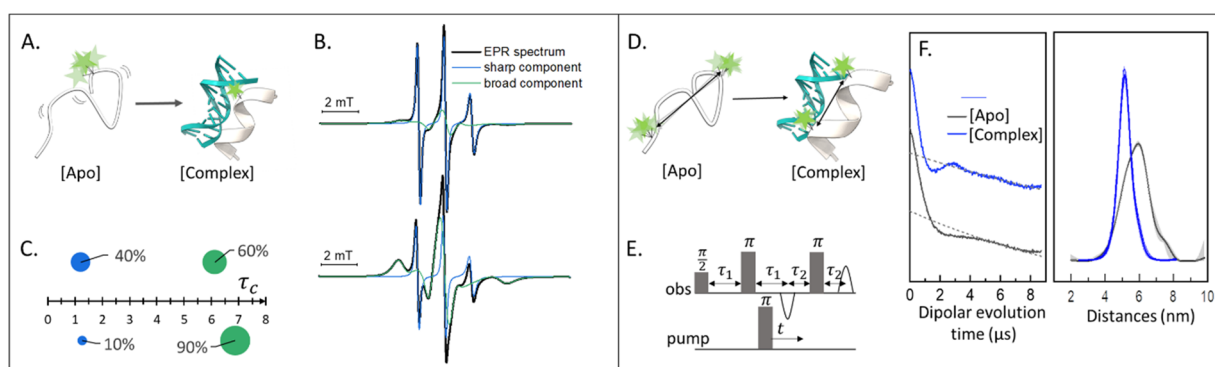 A.
[Apo]
[Complex]
B.
EPR spectrum
sharp component
broad component
2 mT
2 mT
C.
40%
60%
τc
0 1 2 3 4 5 6 7 8
10%
90%
D.
[Apo]
[Complex]
E.
π/2
π
π
τ1
τ1
τ2
τ2
obs
π
t
pump
F.
[Apo]
[Complex]
0 2 4 6 8
Dipolar evolution
time (μs)
2 4 6 8 10
Distances (nm)